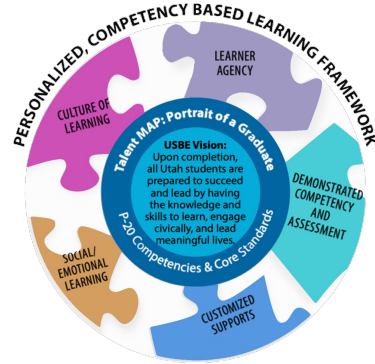 PERSONALIZED, COMPETENCY BASED LEARNING FRAMEWORK
CULTURE OF
LEARNING
LEARNER
AGENCY
Talent MAP: Portrait of a Graduate
USBE Vision:
Upon completion,
all Utah students are
prepared to succeed
and lead by having
the knowledge and
skills to learn, engage
civically, and lead
meaningful lives.
P-20 Competencies & Core Standards
DEMONSTRATED
COMPETENCY
AND
ASSESSMENT
SOCIAL/
EMOTIONAL
LEARNING
CUSTOMIZED
SUPPORTS